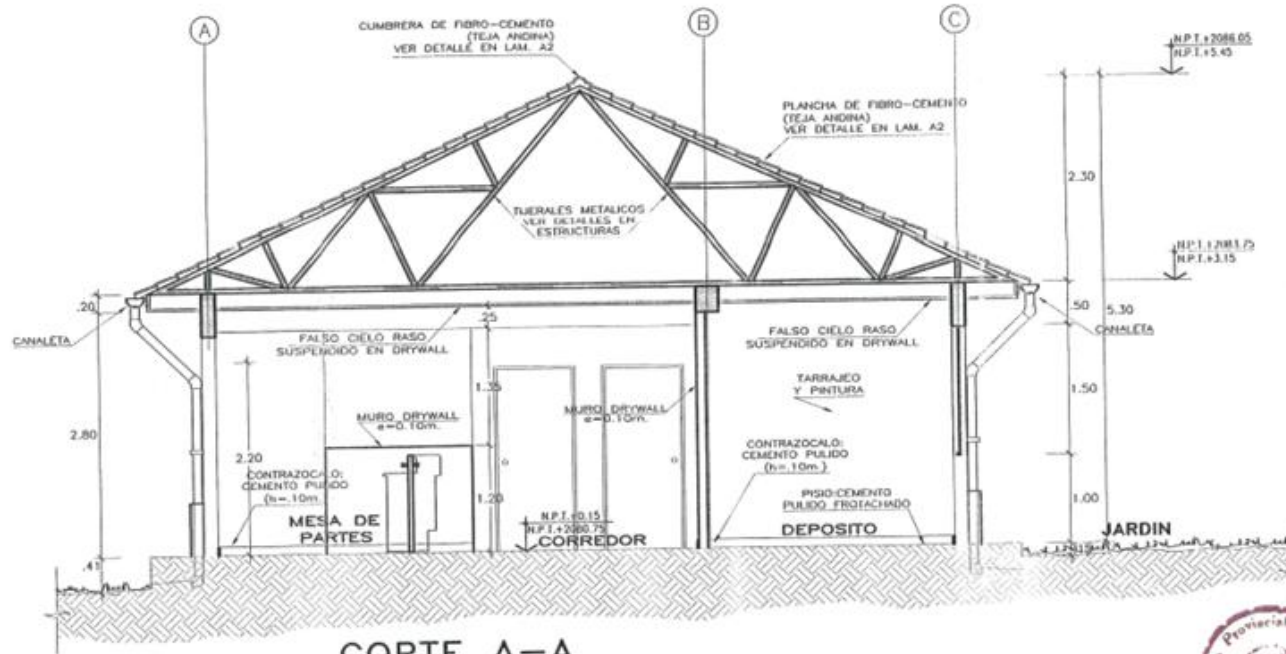 A
B
C
CUMBRERA DE FIBRO-CEMENTO
(TEJA ANDINA)
VER DETALLE EN LAM. A2
N.P.T.+2086.05
N.P.T.+5.45
PLANCHA DE FIBRO-CEMENTO
(TEJA ANDINA)
VER DETALLE EN LAM. A2
2.30
TIJERALES METALICOS
VER DETALLES EN
ESTRUCTURAS
N.P.T.+2083.75
N.P.T.+3.15
.20
.50
5.30
CANALETA
.25
CANALETA
FALSO CIELO RASO
SUSPENDIDO EN DRYWALL
FALSO CIELO RASO
SUSPENDIDO EN DRYWALL
1.35
TARRAJEO
Y PINTURA
1.50
MURO DRYWALL
e=0.10m.
MURO DRYWALL
e=0.10m.
2.80
2.20
CONTRAZOCALO:
CEMENTO PULIDO
(h=.10m.
CONTRAZOCALO:
CEMENTO PULIDO
(h=.10m.)
1.20
PISIO:CEMENTO
PULIDO FROTACHADO
1.00
MESA DE
PARTES
N.P.T.+0.15
N.P.T.+2080.75
CORREDOR
DEPOSITO
JARDIN
.41
CORTE A-A
Provincial